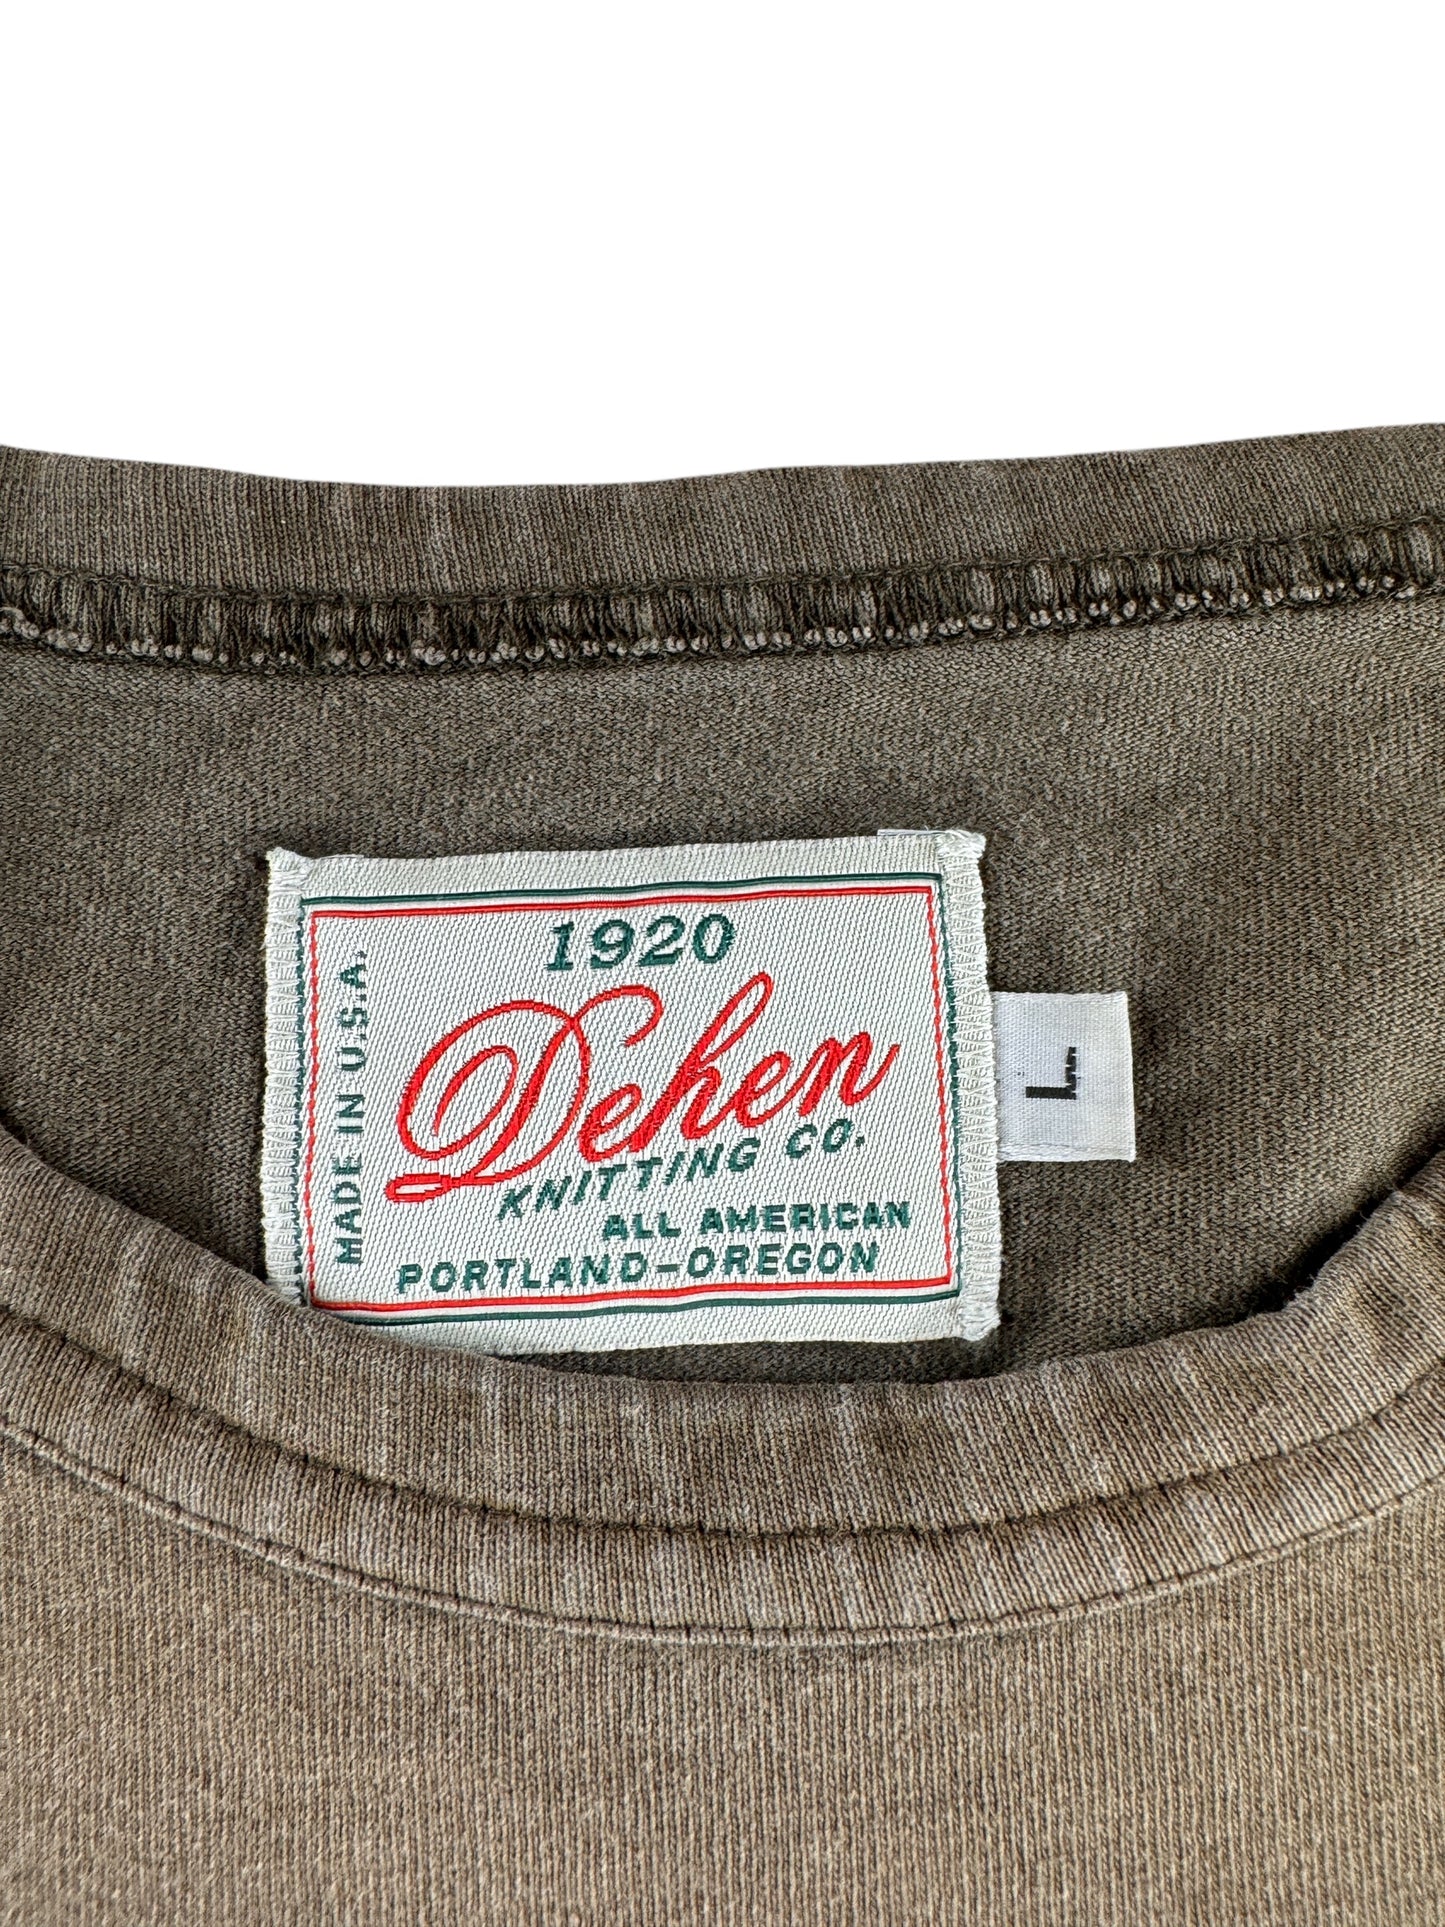 1920
Dehen
KNITTING CO.
ALL AMERICAN
PORTLAND-OREGON
MADE IN U.S.A.
L